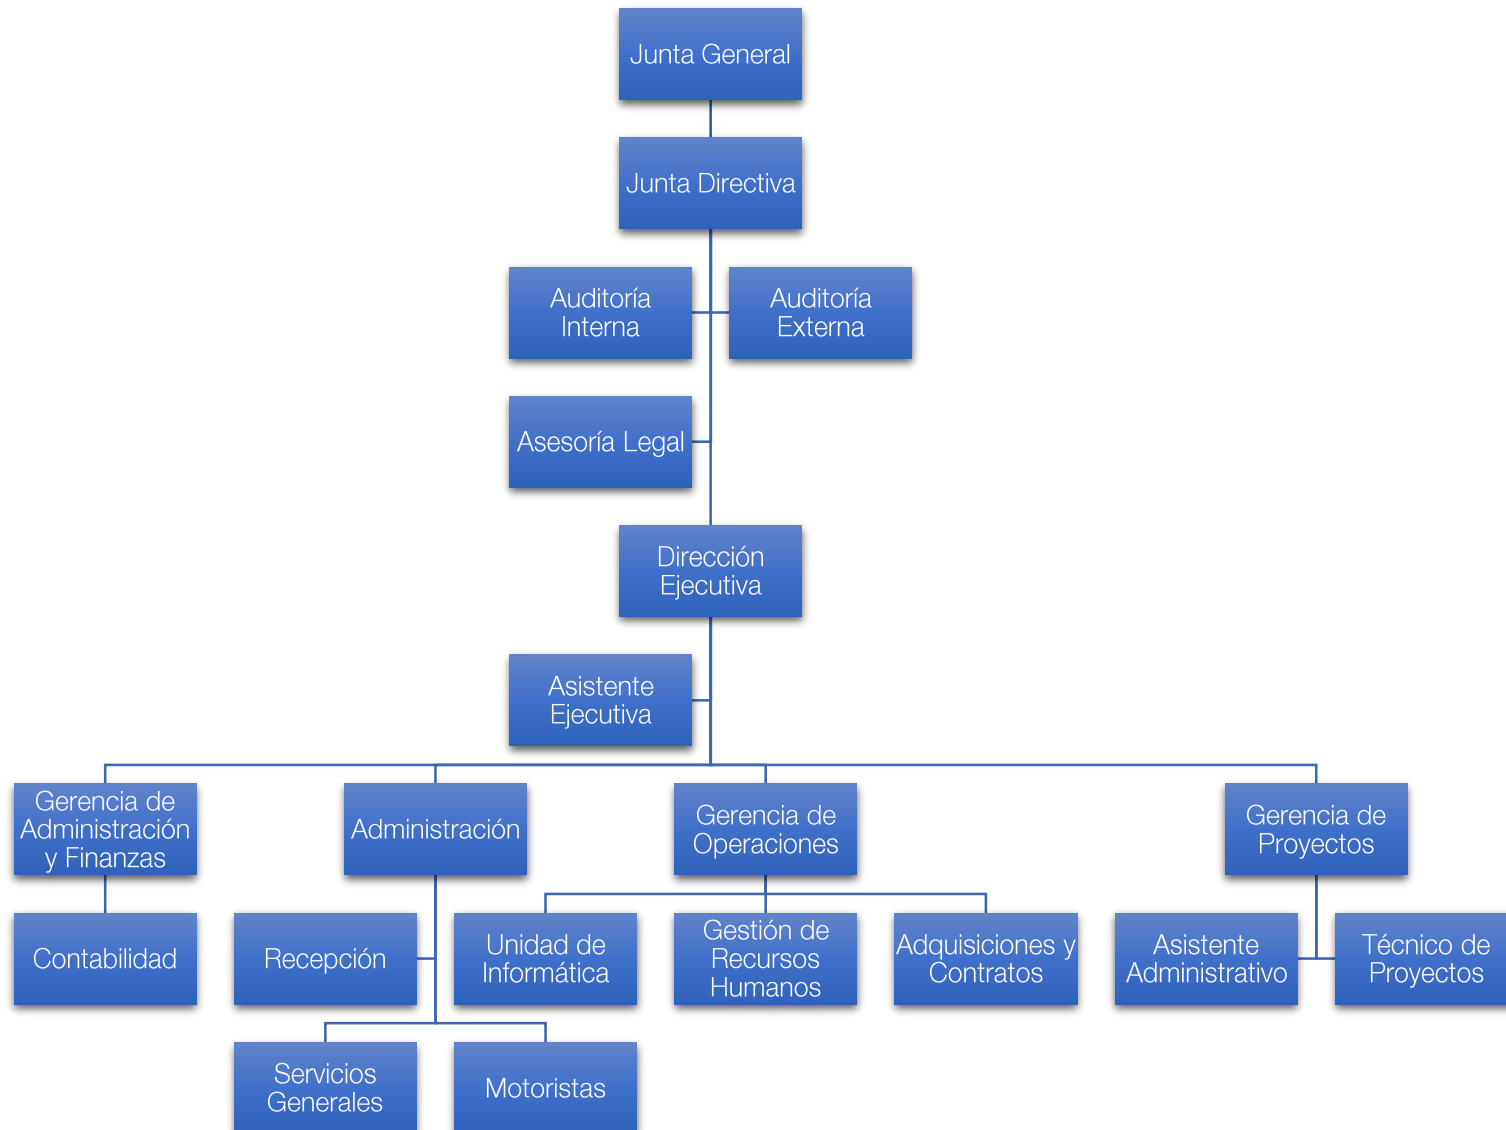 Junta General
Junta Directiva
Auditoría
Interna
Auditoría
Externa
Asesoría Legal
Dirección
Ejecutiva
Asistente
Ejecutiva
Gerencia de
Administración
y Finanzas
Administración
Gerencia de
Operaciones
Gerencia de
Proyectos
Contabilidad
Recepción
Unidad de
Informática
Gestión de
Recursos
Humanos
Adquisiciones y
Contratos
Asistente
Administrativo
Técnico de
Proyectos
Servicios
Generales
Motoristas